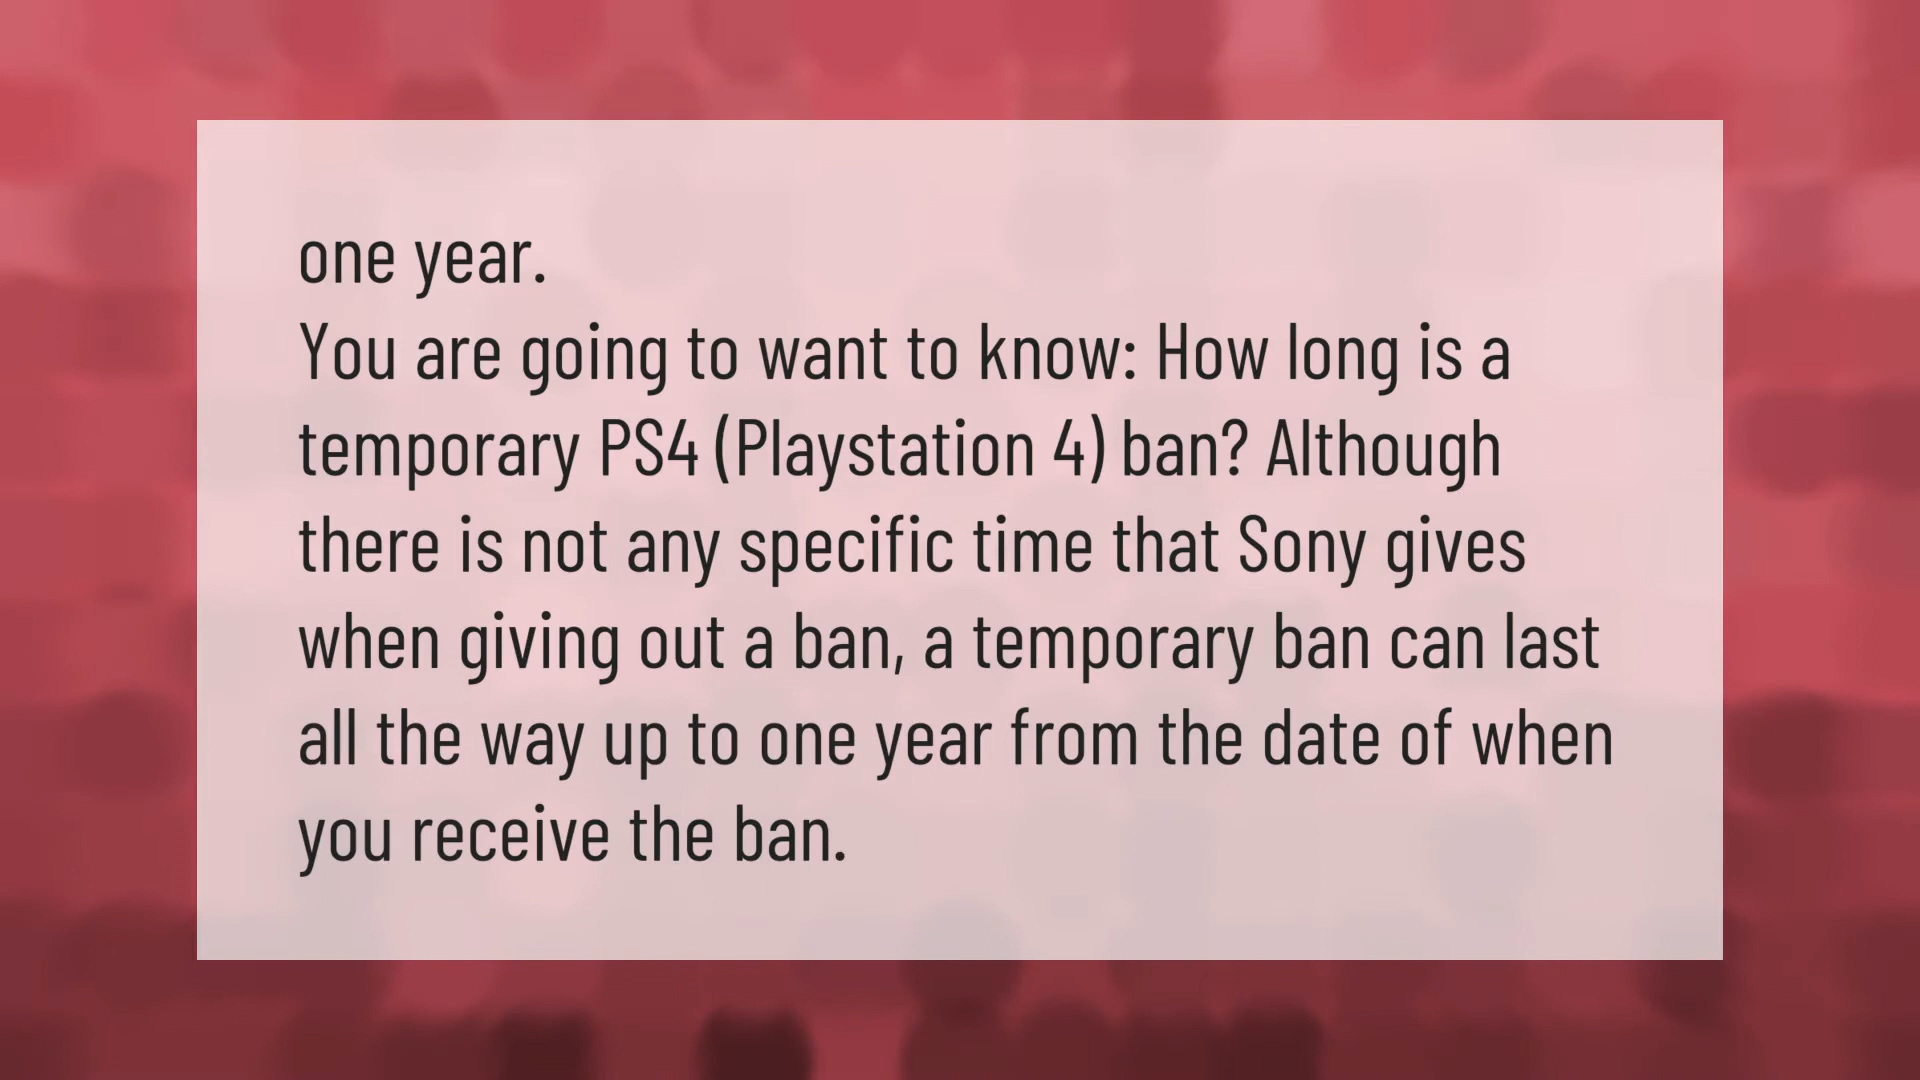 one year.
You are going to want to know: How long is a
temporary PS4 (Playstation 4) ban? Although
there is not any specific time that Sony gives
when giving out a ban, a temporary ban can last
all the way up to one year from the date of when
you receive the ban.